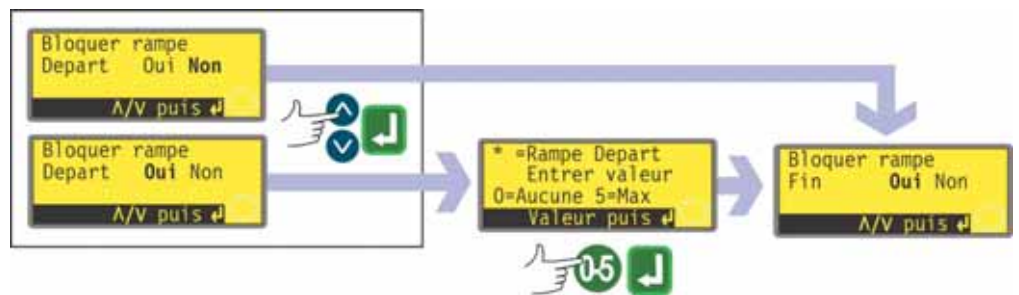 Bloquer rampe
Depart Oui Non
Λ/V puis ↲
Bloquer rampe
Depart Oui Non
Λ/V puis ↲
* =Rampe Depart
Entrer valeur
0=Aucune 5=Max
Valeur puis ↲
0-5
Bloquer rampe
Fin Oui Non
Λ/V puis ↲